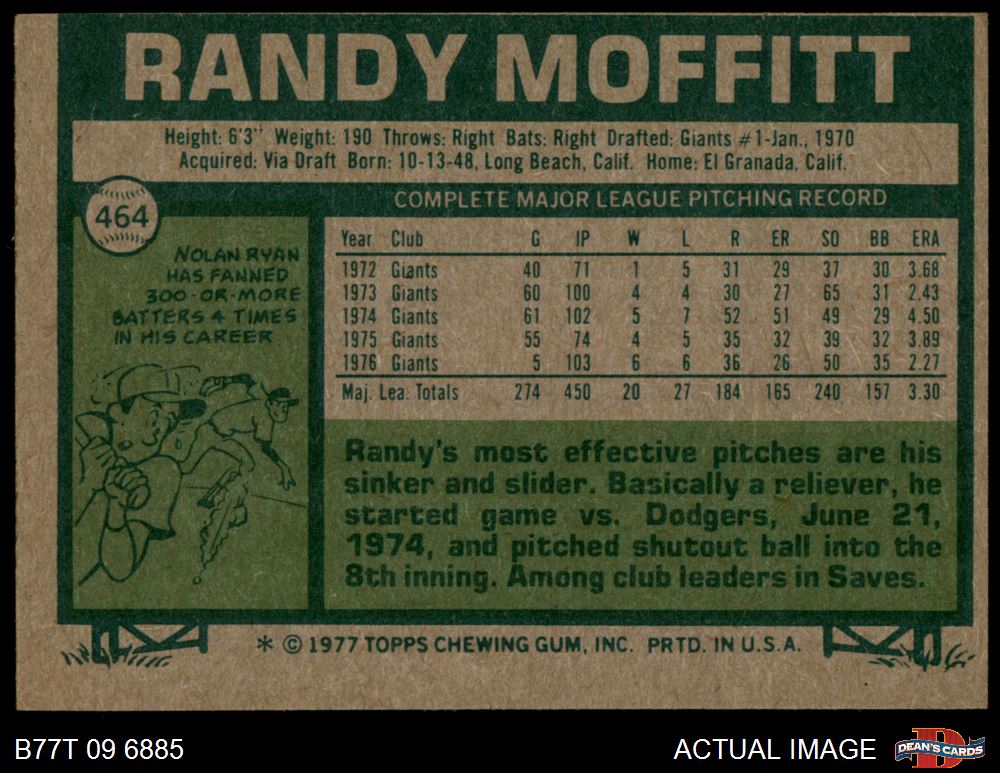 RANDY MOFFITT
Height: 6'3" Weight: 190 Throws: Right Bats: Right Drafted: Giants #1-Jan., 1970
Acquired: Via Draft Born: 10-13-48, Long Beach, Calif. Home: El Granada, Calif.
464
COMPLETE MAJOR LEAGUE PITCHING RECORD
NOLAN RYAN
HAS FANNED
300-OR-MORE
BATTERS 4 TIMES
IN HIS CAREER
Year Club G IP W L R ER SO BB ERA
1972 Giants 40 71 1 5 31 29 37 30 3.68
1973 Giants 60 100 4 4 30 27 65 31 2.43
1974 Giants 61 102 5 7 52 51 49 29 4.50
1975 Giants 55 74 4 5 35 32 39 32 3.89
1976 Giants 5 103 6 6 36 26 50 35 2.27
Maj. Lea. Totals 274 450 20 27 184 165 240 157 3.30
Randy's most effective pitches are his
sinker and slider. Basically a reliever, he
started game vs. Dodgers, June 21,
1974, and pitched shutout ball into the
8th inning. Among club leaders in Saves.
* © 1977 TOPPS CHEWING GUM, INC. PRTD. IN U.S.A.
B77T 09 6885
ACTUAL IMAGE
DEAN'S CARDS